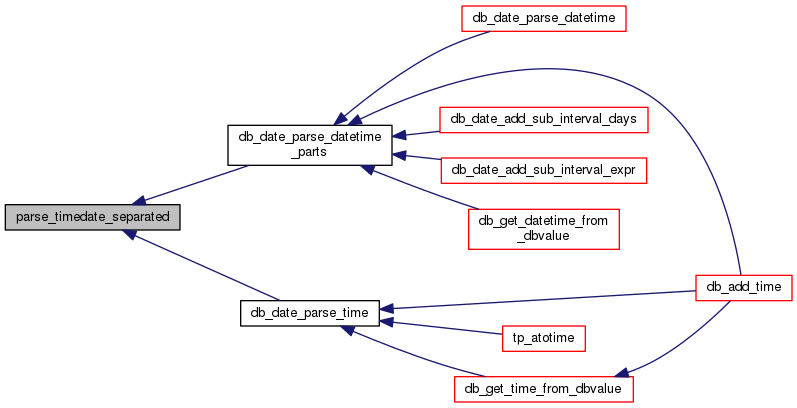 db_date_parse_datetime
db_date_parse_datetime
_parts
db_date_add_sub_interval_days
db_date_add_sub_interval_expr
parse_timedate_separated
db_get_datetime_from
_dbvalue
db_add_time
db_date_parse_time
tp_atotime
db_get_time_from_dbvalue